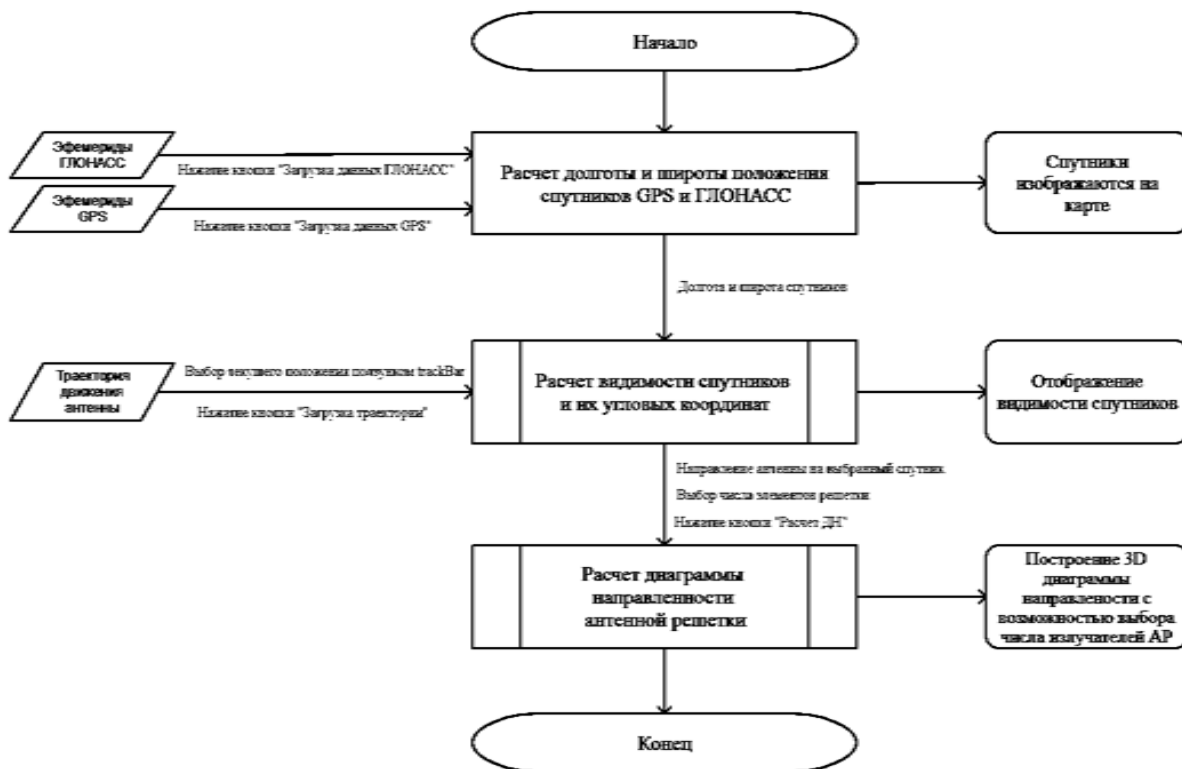 Начало
Эфемериды
ГЛОНАСС
Нажатие кнопки "Загрузка данных ГЛОНАСС"
Эфемериды
GPS
Нажатие кнопки "Загрузка данных GPS"
Расчет долготы и широты положения
спутников GPS и ГЛОНАСС
Спутники
изображаются на
карте
Долгота и широта спутников
Траектория
движения
антенны
Выбор текущего положения ползунком trackBar
Нажатие кнопки "Загрузка траектории"
Расчет видимости спутников
и их угловых координат
Отображение
видимости спутников
Направление антенны на выбранный спутник
Выбор числа элементов решетки
Нажатие кнопки "Расчет ДН"
Расчет диаграммы
направленности
антенной решетки
Построение 3D
диаграммы
направлености с
возможностью выбора
числа излучателей АР
Конец